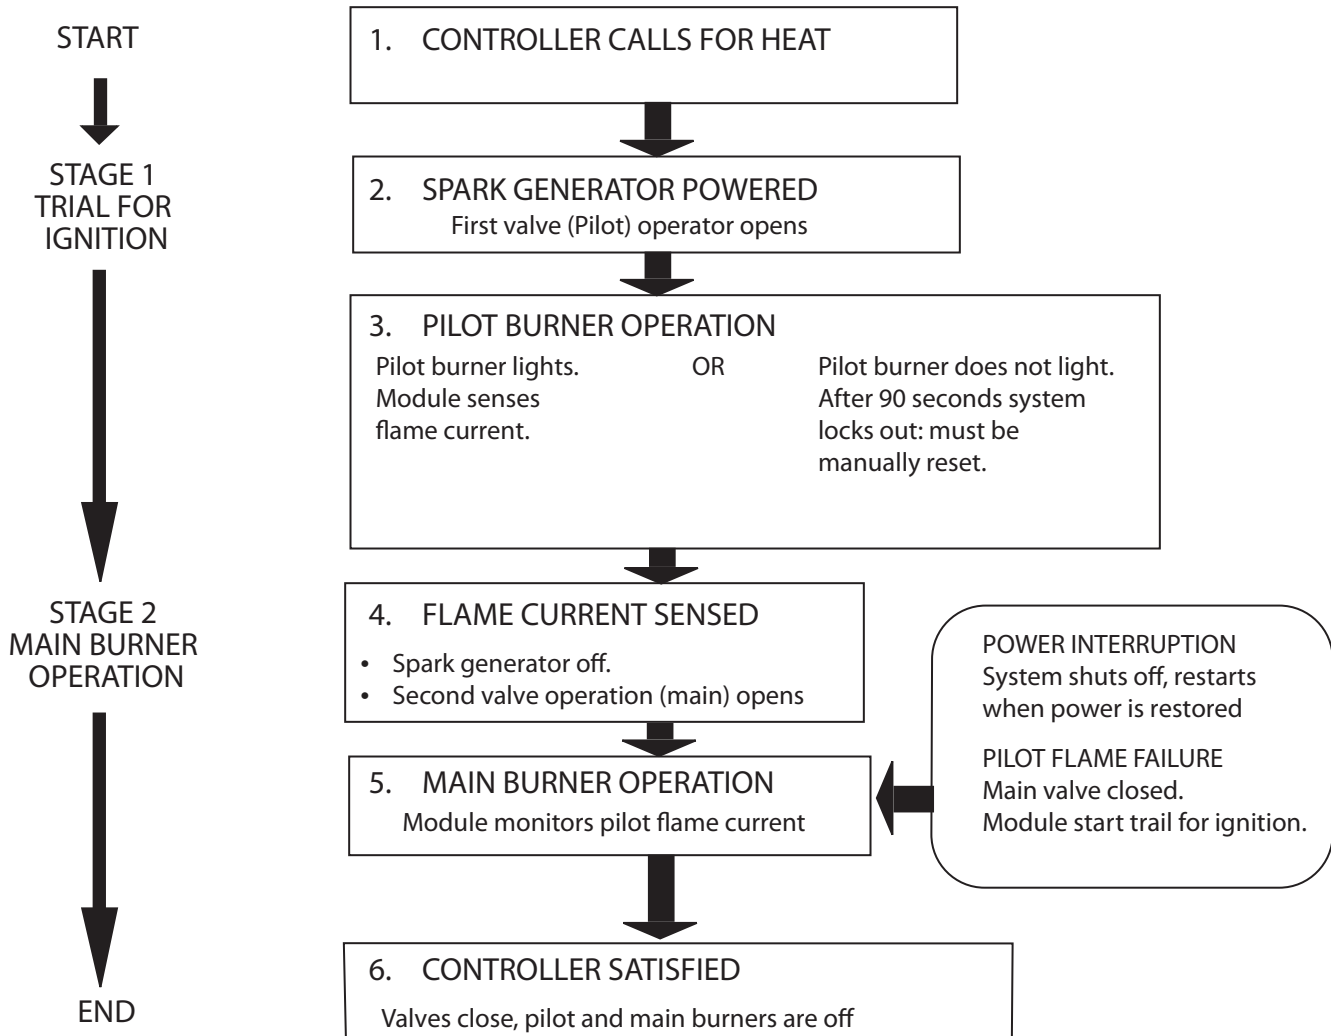 START
STAGE 1
TRIAL FOR
IGNITION
STAGE 2
MAIN BURNER
OPERATION
END
1. CONTROLLER CALLS FOR HEAT
2. SPARK GENERATOR POWERED
First valve (Pilot) operator opens
3. PILOT BURNER OPERATION
Pilot burner lights.
Module senses
flame current.
OR
Pilot burner does not light.
After 90 seconds system
locks out: must be
manually reset.
4. FLAME CURRENT SENSED
• Spark generator off.
• Second valve operation (main) opens
5. MAIN BURNER OPERATION
Module monitors pilot flame current
POWER INTERRUPTION
System shuts off, restarts
when power is restored
PILOT FLAME FAILURE
Main valve closed.
Module start trail for ignition.
6. CONTROLLER SATISFIED
Valves close, pilot and main burners are off